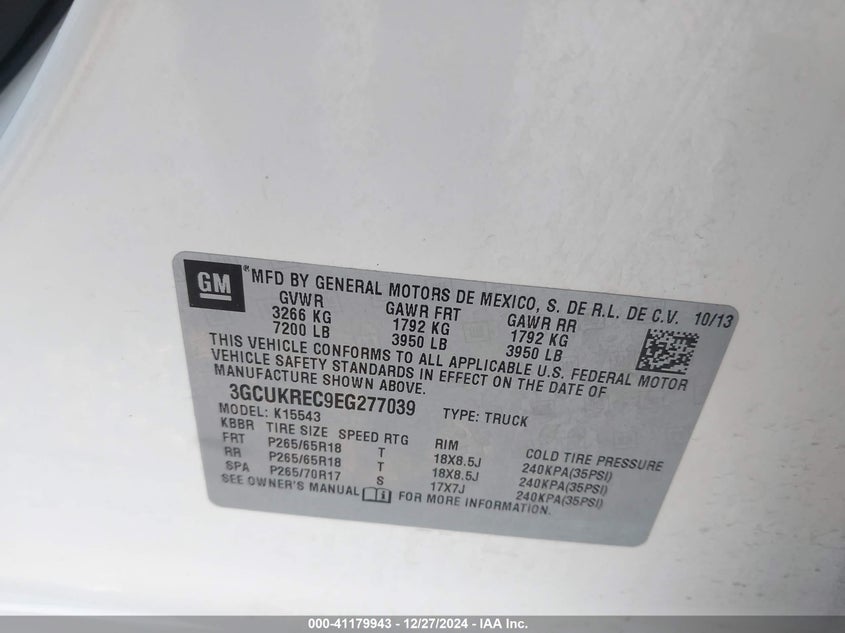 GM ® MFD BY GENERAL MOTORS DE MEXICO, S. DE R.L. DE C.V. 10/13
GVWR GAWR FRT GAWR RR
3266 KG 1792 KG 1792 KG
7200 LB 3950 LB 3950 LB
THIS VEHICLE CONFORMS TO ALL APPLICABLE U.S. FEDERAL MOTOR
VEHICLE SAFETY STANDARDS IN EFFECT ON THE DATE OF
MANUFACTURE SHOWN ABOVE.
3GCUKREC9EG277039 TYPE: TRUCK
MODEL: K15543
KBBR TIRE SIZE SPEED RTG RIM COLD TIRE PRESSURE
FRT P265/65R18 T 18X8.5J 240KPA(35PSI)
RR P265/65R18 T 18X8.5J 240KPA(35PSI)
SPA P265/70R17 S 17X7J 240KPA(35PSI)
SEE OWNER'S MANUAL FOR MORE INFORMATION.
000-41179943 - 12/27/2024 - IAA Inc.